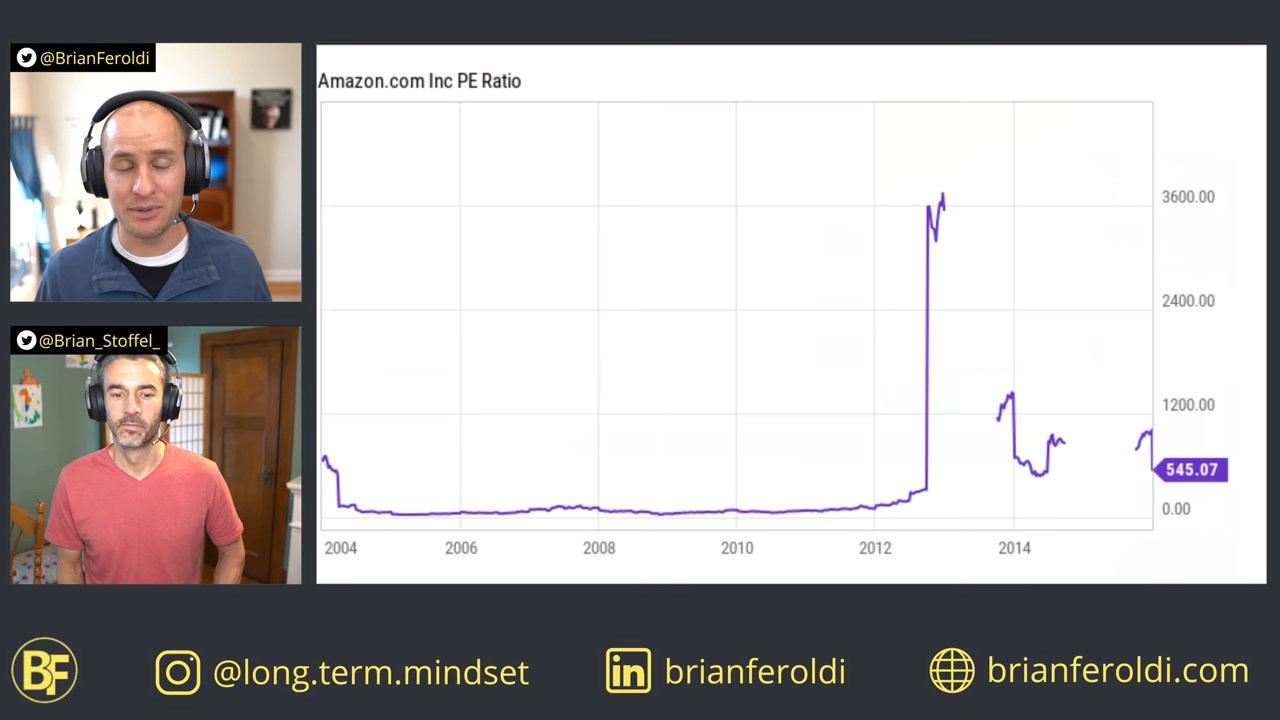 @BrianFeroldi
@Brian_Stoffel_
Amazon.com Inc PE Ratio
3600.00
2400.00
1200.00
545.07
0.00
2004 2006 2008 2010 2012 2014
BF
@long.term.mindset
in brianferoldi
brianferoldi.com